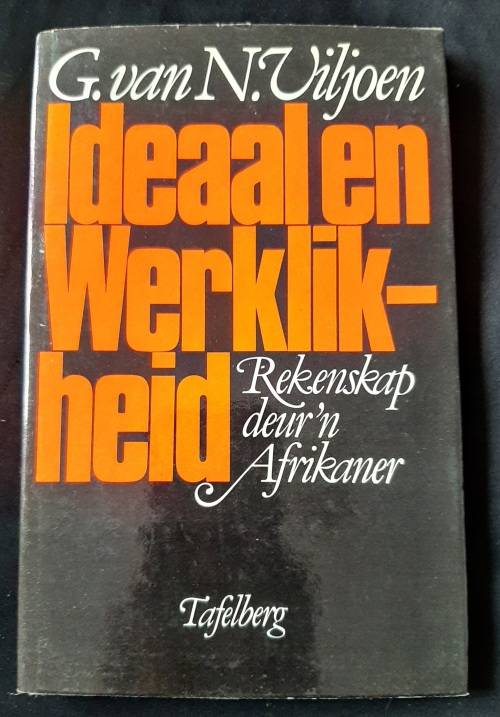 G. van N. Viljoen
Ideaal en
Werklik-
heid
Rekenskap
deur 'n
Afrikaner
Tafelberg